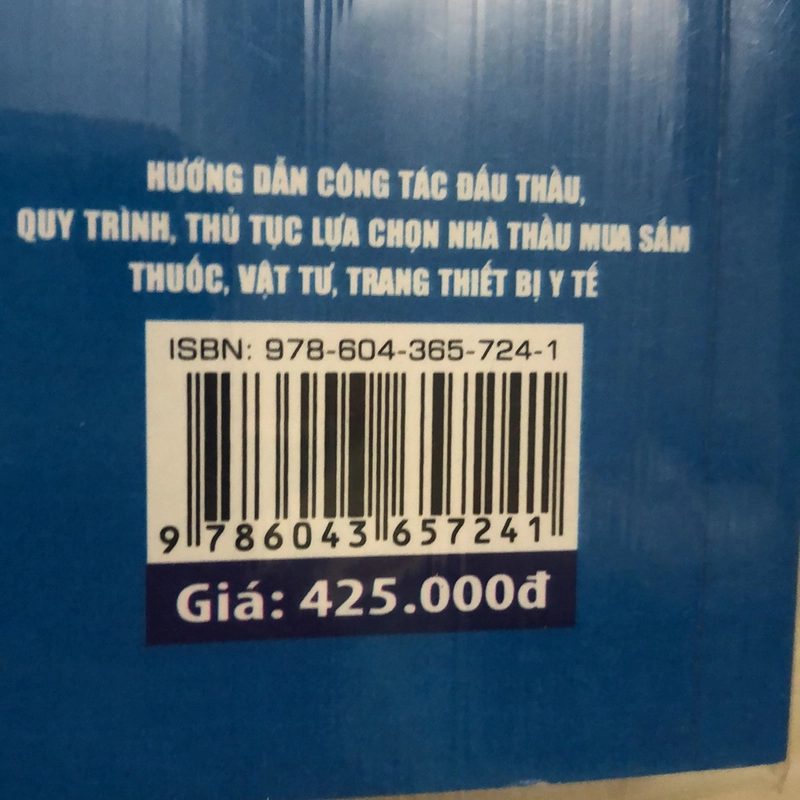 HƯỚNG DẪN CÔNG TÁC ĐẤU THẦU,
QUY TRÌNH, THỦ TỤC LỰA CHỌN NHÀ THẦU MUA SẮM
THUỐC, VẬT TƯ, TRANG THIẾT BỊ Y TẾ
ISBN: 978-604-365-724-1
9 786043 657241
Giá: 425.000đ